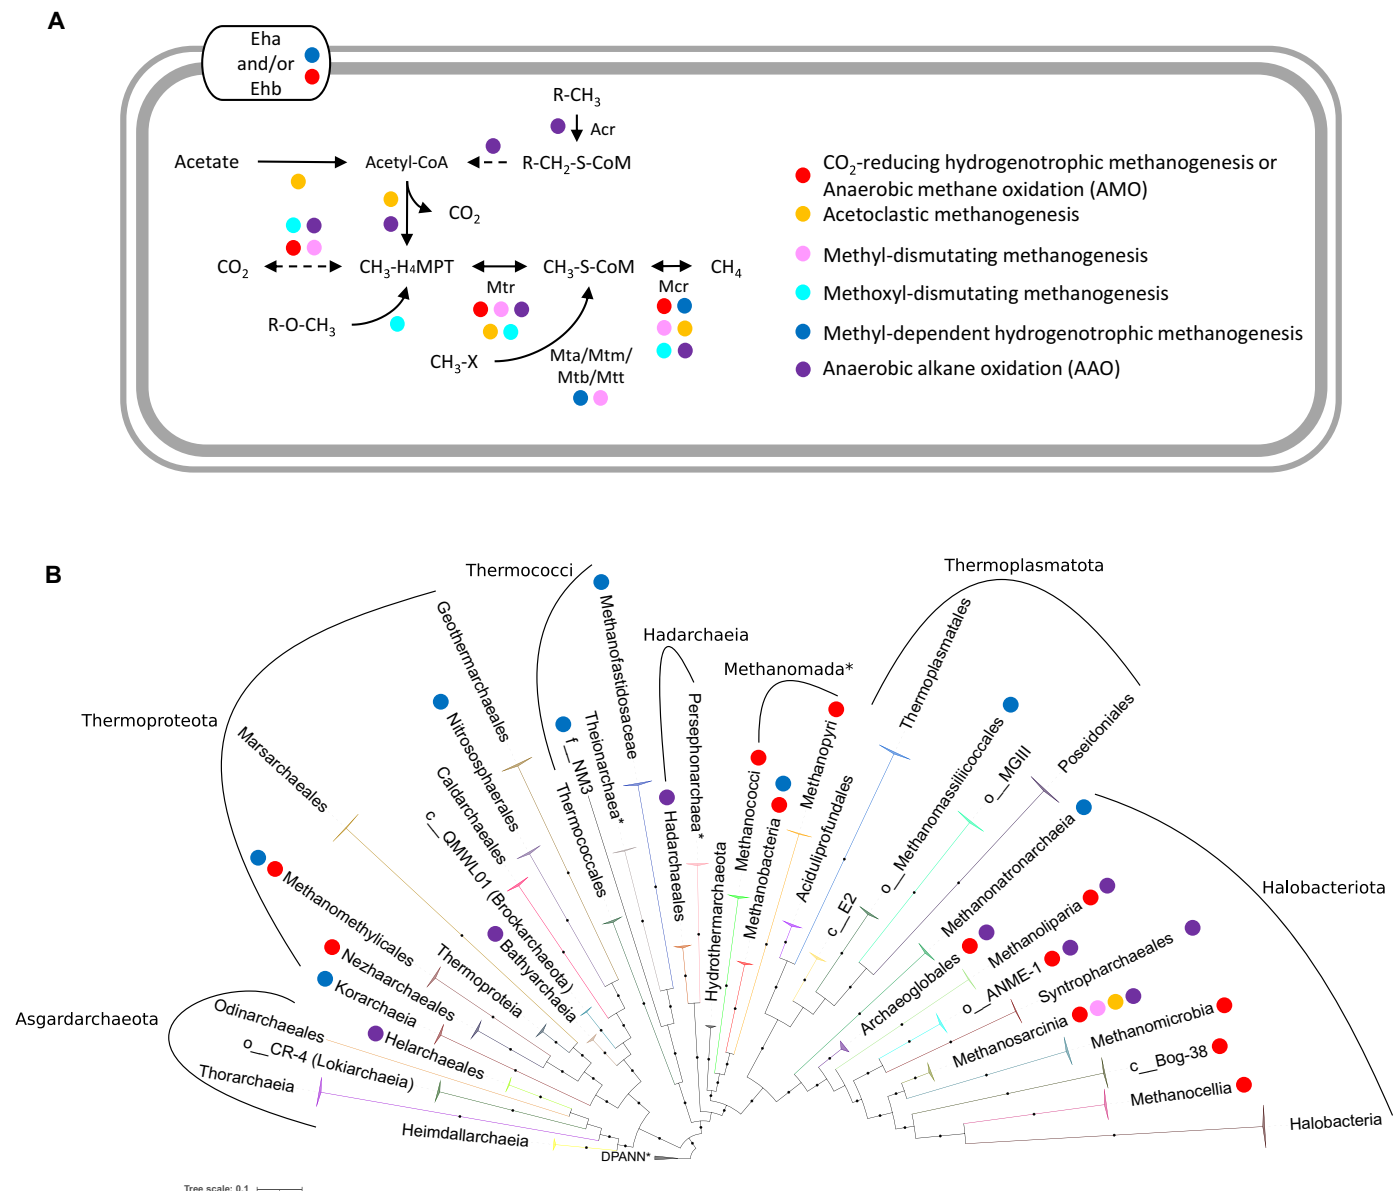 A
Eha
and/or
Ehb
R-CH₃
Acr
Acetate
Acetyl-CoA
R-CH₂-S-CoM
CO₂
CO₂
CH₃-H₄MPT
CH₃-S-CoM
CH₄
Mtr
Mcr
R-O-CH₃
CH₃-X
Mta/Mtm/
Mtb/Mtt
CO₂-reducing hydrogenotrophic methanogenesis or
Anaerobic methane oxidation (AMO)
Acetoclastic methanogenesis
Methyl-dismutating methanogenesis
Methoxyl-dismutating methanogenesis
Methyl-dependent hydrogenotrophic methanogenesis
Anaerobic alkane oxidation (AAO)
B
Asgardarchaeota
Thermoproteota
Thermococci
Hadarchaeia
Methanomada*
Thermoplasmatota
Halobacteriota
DPANN*
Heimdallarchaeia
Thorarchaeia
o__CR-4 (Lokiarchaeia)
Odinarchaeales
Helarchaeales
Korarchaeia
Nezhaarchaeales
Methanomethylicales
Thermoproteia
Marsarchaeales
Bathyarchaeia
c__QMWL01 (Brockarchaeota)
Caldarchaeales
Nitrososphaerales
Geothermarchaeales
Thermococcales
f__NM3
Theionarchaea*
Methanofastidosaceae
Hadarchaeales
Persephonarchaea*
Hydrothermarchaeota
Methanococci
Methanobacteria
Methanopyri
Aciduliprofundales
Thermoplasmatales
c__E2
o__Methanomassiliicoccales
o__MGIII
Poseidoniales
Methanonatronarchaeia
Archaeoglobales
Methanoliparia
o__ANME-1
Syntropharchaeales
Methanosarcinia
Methanomicrobia
c__Bog-38
Methanocellia
Halobacteria
Tree scale: 0.1